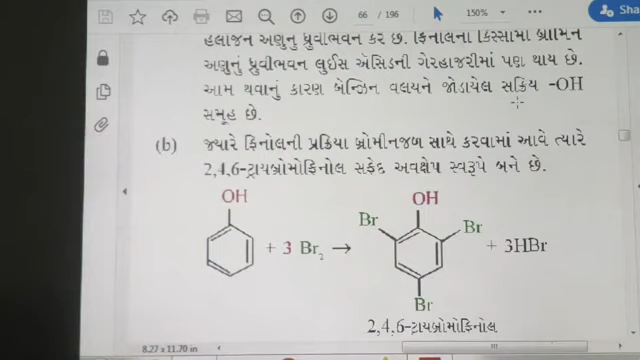 66 / 196
150%
Sha
હેલોજન અણુનું ધ્રુવીભવન કરે છે. ફિનોલના કિસ્સામાં બ્રોમિન
અણુનું ધ્રુવીભવન લુઈસ ઍસિડની ગેરહાજરીમાં પણ થાય છે.
આમ થવાનું કારણ બેન્ઝિન વલયને જોડાયેલ સક્રિય -OH
સમૂહ છે.
(b) જ્યારે ફિનોલની પ્રક્રિયા બ્રોમીનજળ સાથે કરવામાં આવે ત્યારે
2,4,6-ટ્રાયબ્રોમોફિનોલ સફેદ અવક્ષેપ સ્વરૂપે બને છે.
OH + 3 Br₂ → OH Br Br Br + 3HBr
2,4,6-ટ્રાયબ્રોમોફિનોલ
8.27 x 11.70 in